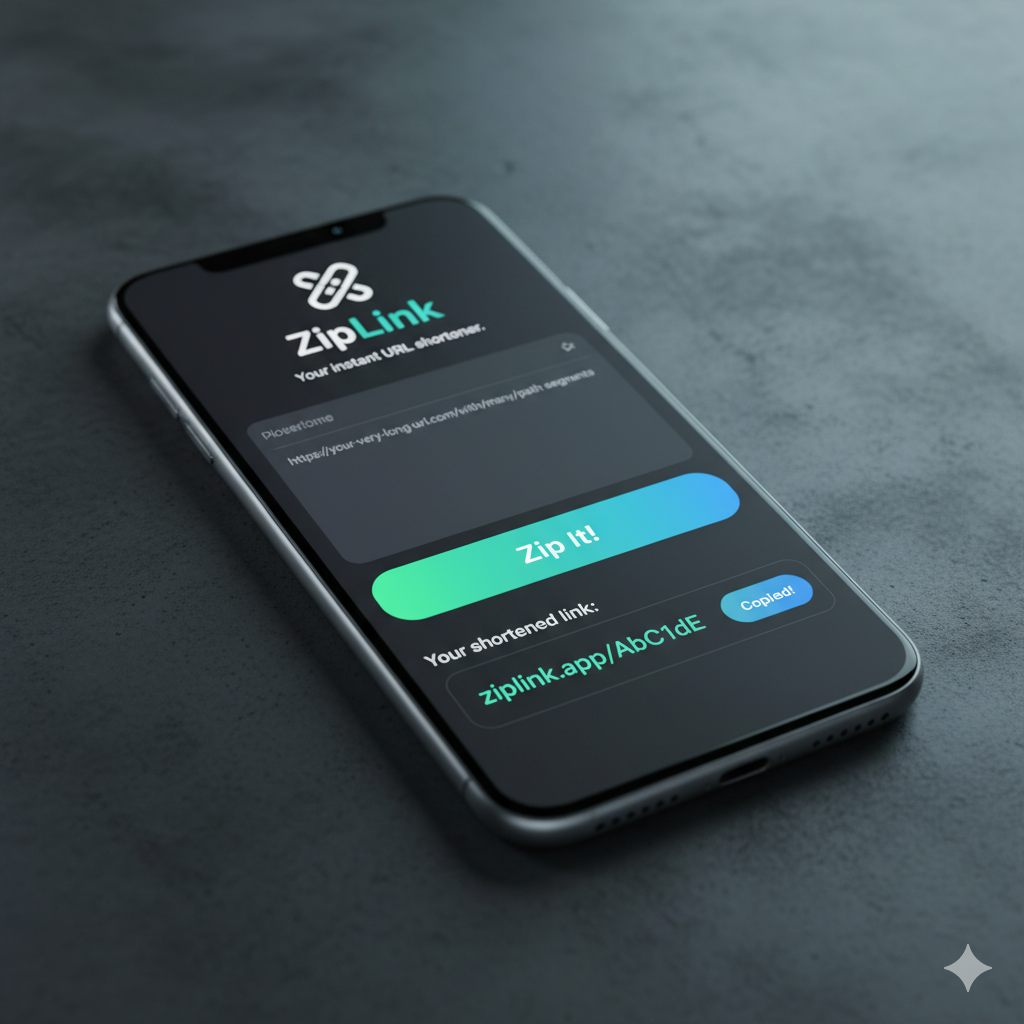 ZipLink
Your instant URL shortener.
Ploertome
https://your-very-long-url.com/with/many/path segments
Zip It!
Your shortened link:
ziplink.app/AbC1dE
Copied!